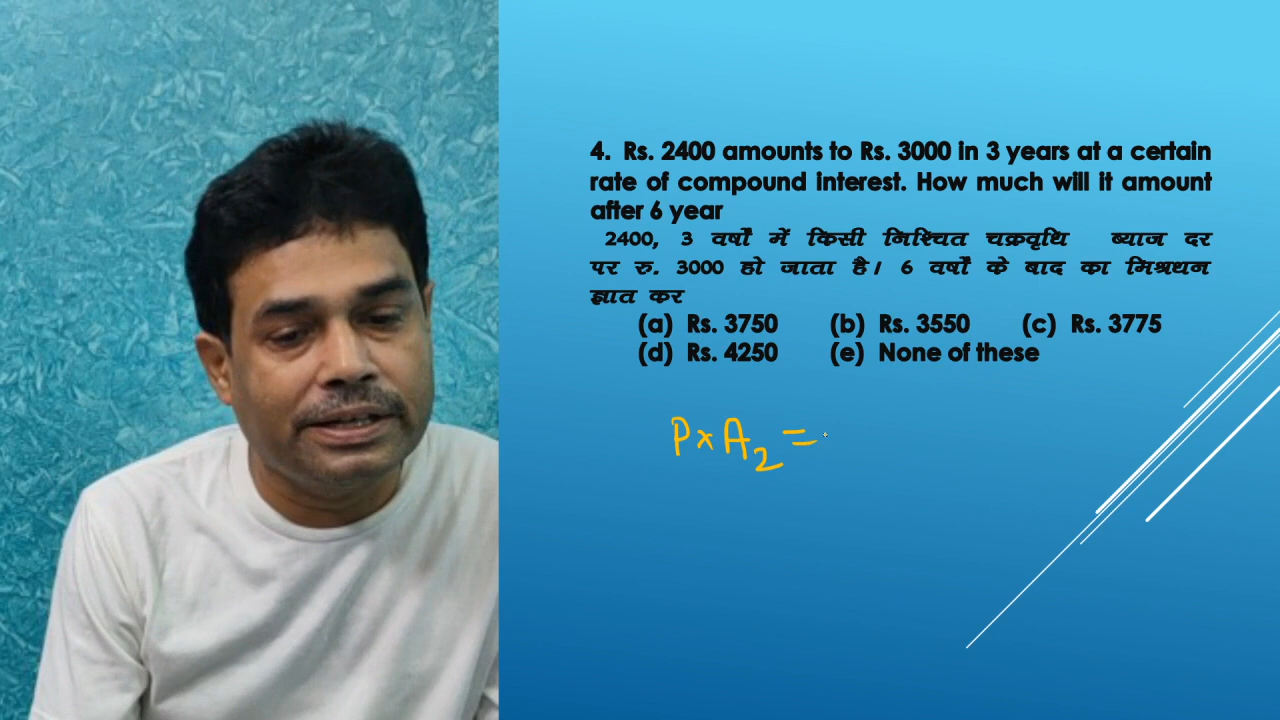 4. Rs. 2400 amounts to Rs. 3000 in 3 years at a certain
rate of compound interest. How much will it amount
after 6 year
2400, 3 वर्षों में किसी निश्चित चक्रवृधि ब्याज दर
पर रु. 3000 हो जाता है। 6 वर्षों के बाद का मिश्रधन
ज्ञात कर
(a) Rs. 3750 (b) Rs. 3550 (c) Rs. 3775
(d) Rs. 4250 (e) None of these
P×A₂ =